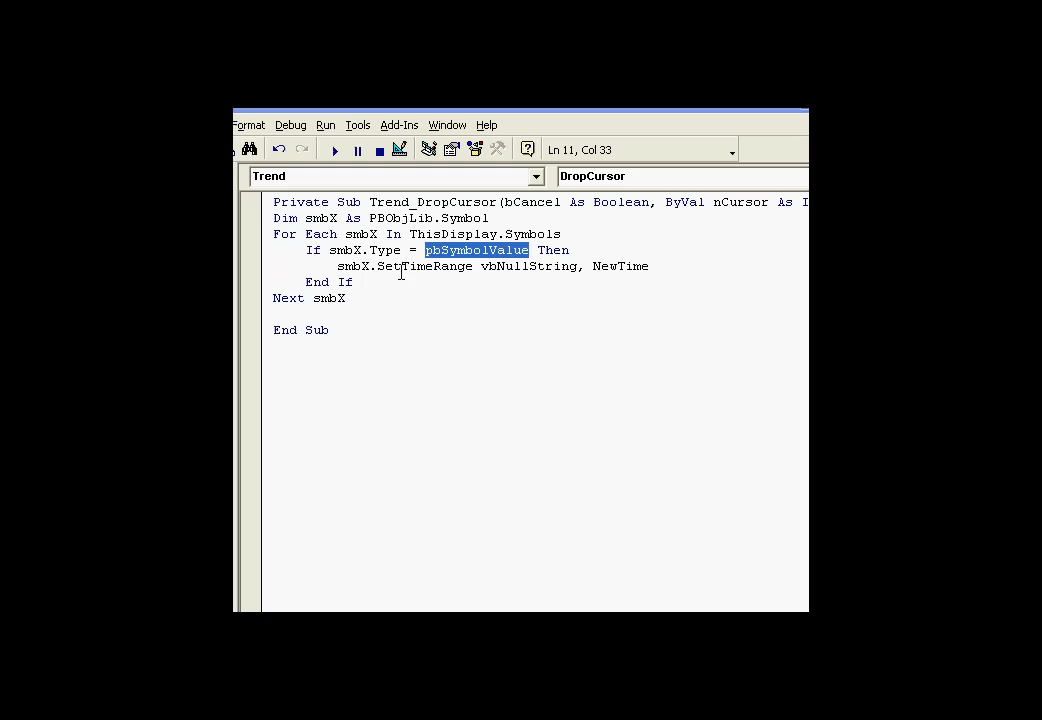 Format Debug Run Tools Add-Ins Window Help
Ln 11, Col 33
Trend DropCursor
Private Sub Trend_DropCursor(bCancel As Boolean, ByVal nCursor As
Dim smbX As PBObjLib.Symbol
For Each smbX In ThisDisplay.Symbols
If smbX.Type = pbSymbolValue Then
smbX.SetTimeRange vbNullString, NewTime
End If
Next smbX
End Sub